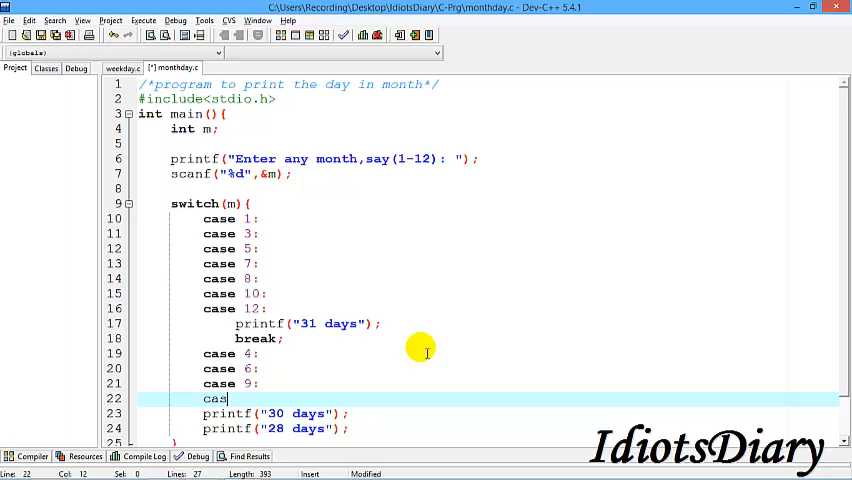 C:\Users\Recording\Desktop\IdiotsDiary\C-Prg\monthday.c - Dev-C++ 5.4.1
File Edit Search View Project Execute Debug Tools CVS Window Help
(globals)
Project Classes Debug weekday.c [*] monthday.c
1 /*program to print the day in month*/
2 #include<stdio.h>
3 int main(){
4 int m;
5
6 printf("Enter any month,say(1-12): ");
7 scanf("%d",&m);
8
9 switch(m){
10 case 1:
11 case 3:
12 case 5:
13 case 7:
14 case 8:
15 case 10:
16 case 12:
17 printf("31 days");
18 break;
19 case 4:
20 case 6:
21 case 9:
22 cas
23 printf("30 days");
24 printf("28 days");
25 }
IdiotsDiary
Compiler Resources Compile Log Debug Find Results
Line: 22 Col: 12 Sel: 0 Lines: 27 Length: 393 Insert Modified